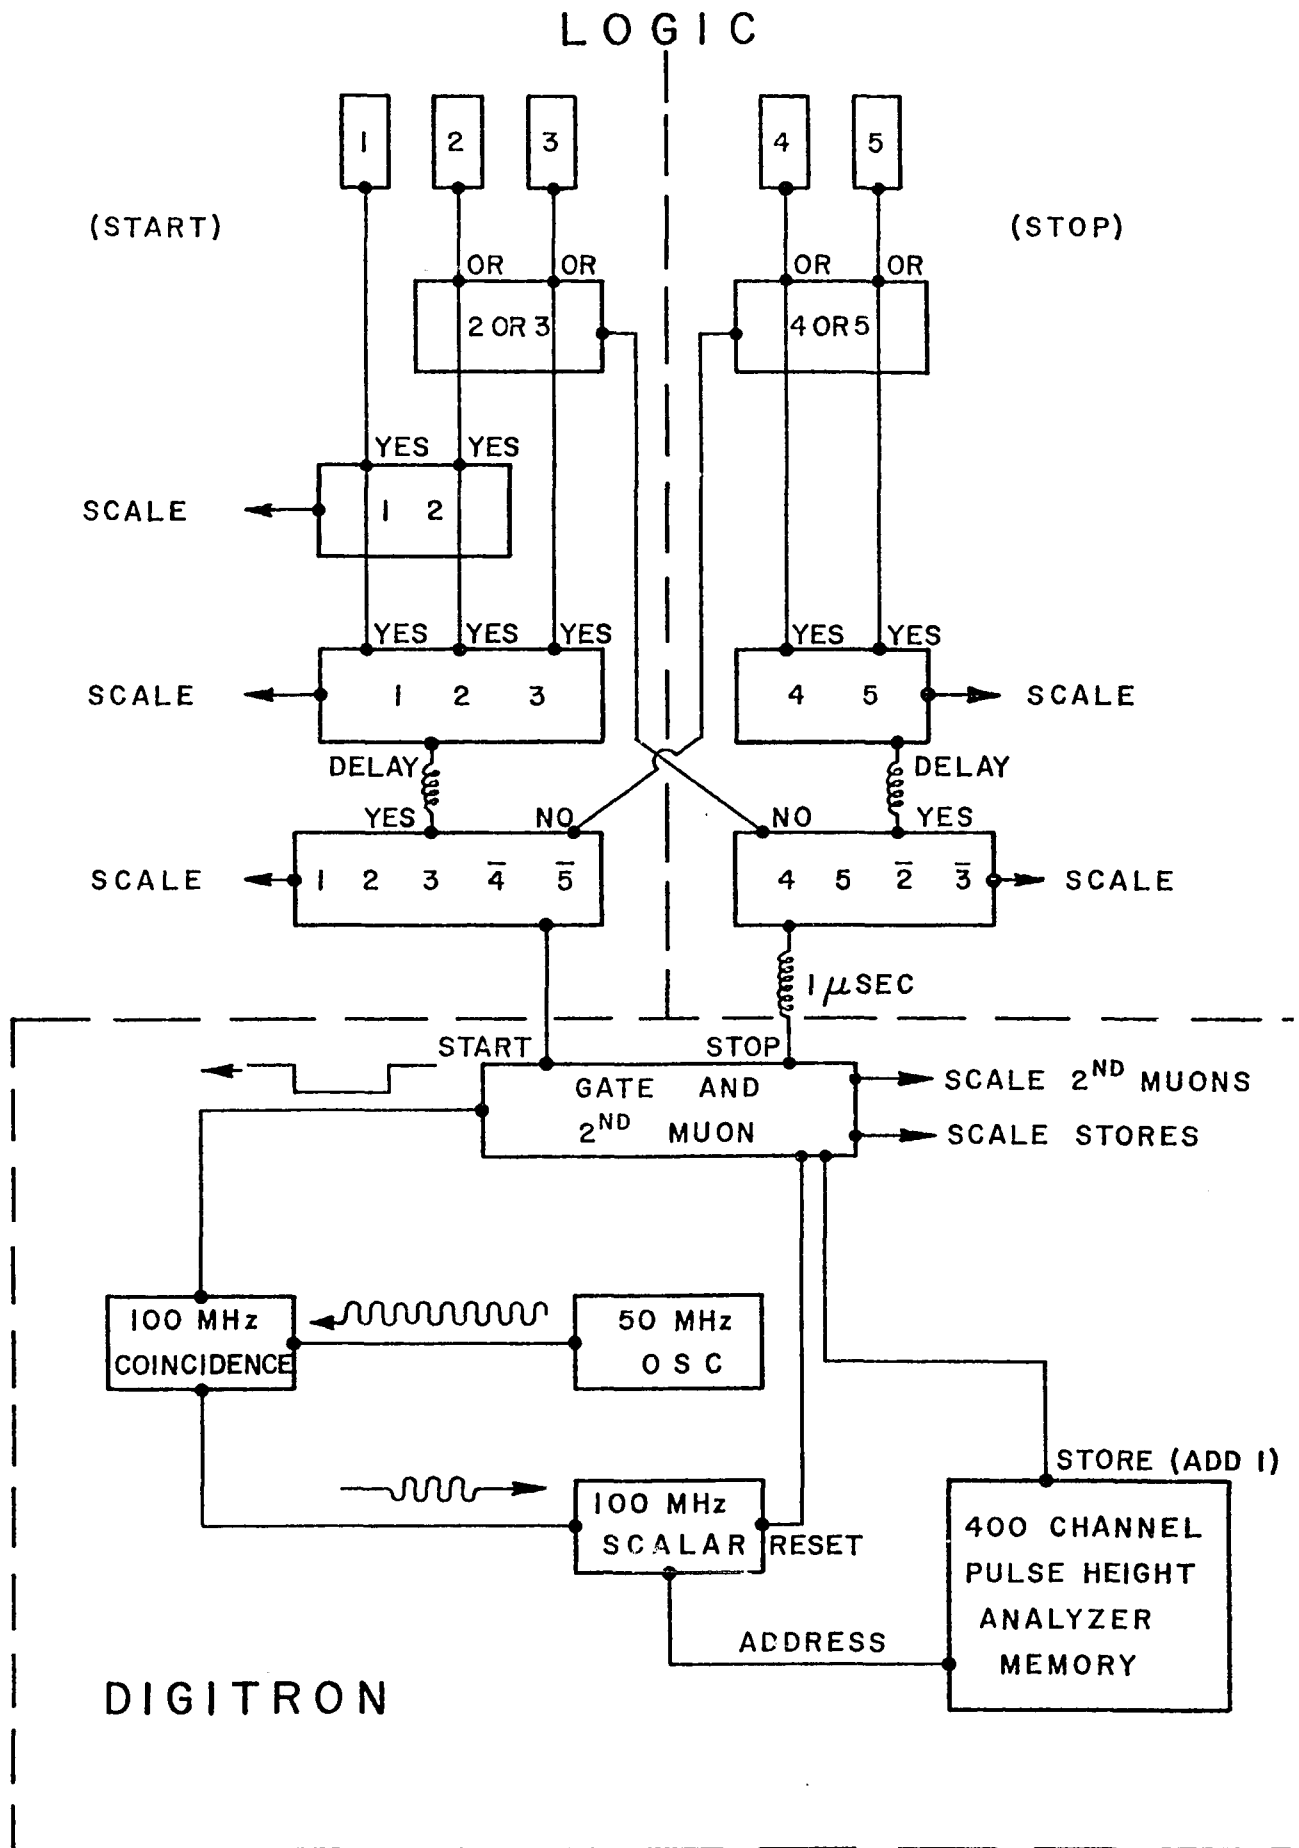 LOGIC
1 2 3 4 5
(START) (STOP)
OR OR OR OR
2 OR 3 4 OR 5
YES YES
SCALE 1 2
YES YES YES YES YES
SCALE 1 2 3 4 5 SCALE
DELAY DELAY
YES NO NO YES
SCALE 1 2 3 4̅ 5̅ 4 5 2̅ 3̅ SCALE
1 μSEC
START STOP
GATE AND
2ND MUON
SCALE 2ND MUONS
SCALE STORES
100 MHz
COINCIDENCE
50 MHz
OSC
STORE (ADD 1)
100 MHz
SCALAR RESET
400 CHANNEL
PULSE HEIGHT
ANALYZER
MEMORY
ADDRESS
DIGITRON